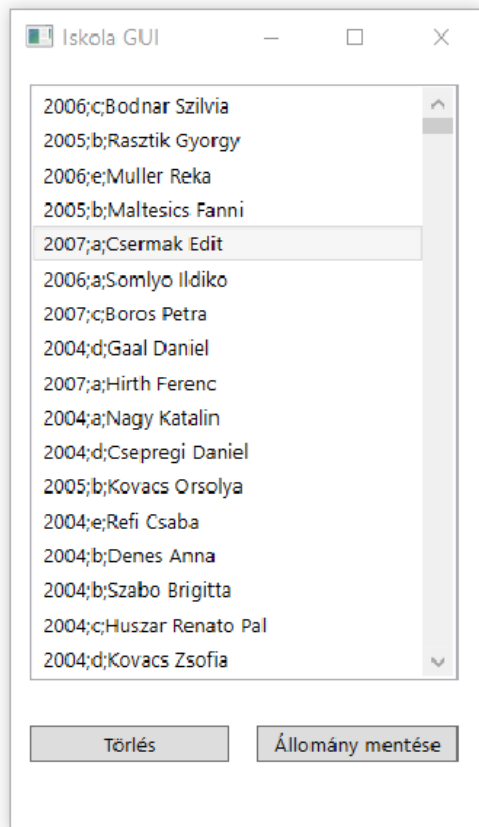 Iskola GUI
2006;c;Bodnar Szilvia
2005;b;Rasztik Gyorgy
2006;e;Muller Reka
2005;b;Maltesics Fanni
2007;a;Csermak Edit
2006;a;Somlyo Ildiko
2007;c;Boros Petra
2004;d;Gaal Daniel
2007;a;Hirth Ferenc
2004;a;Nagy Katalin
2004;d;Csepregi Daniel
2005;b;Kovacs Orsolya
2004;e;Refi Csaba
2004;b;Denes Anna
2004;b;Szabo Brigitta
2004;c;Huszar Renato Pal
2004;d;Kovacs Zsofia
Törlés Állomány mentése